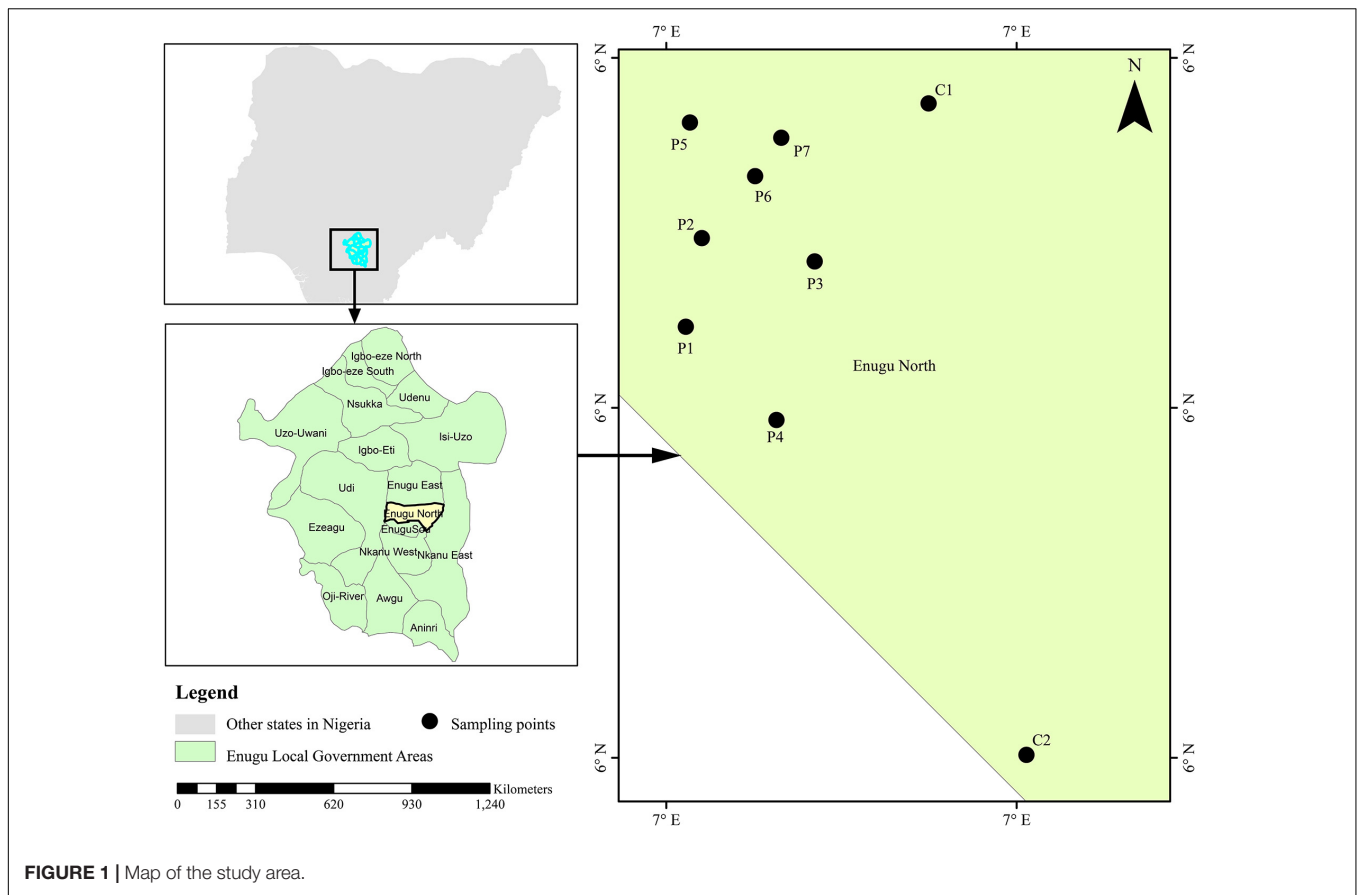 7° E
7° E
6° N
6° N
N
C1
P5
P7
P6
P2
P3
P1
Enugu North
6° N
6° N
P4
C2
6° N
6° N
7° E
7° E
Igbo-eze North
Igbo-eze South
Udenu
Nsukka
Uzo-Uwani
Isi-Uzo
Igbo-Eti
Udi
Enugu East
Enugu North
EnuguSou
Ezeagu
Nkanu West
Nkanu East
Oji-River
Awgu
Aninri
Legend
Other states in Nigeria
Sampling points
Enugu Local Government Areas
Kilometers
0 155 310 620 930 1,240
FIGURE 1 | Map of the study area.